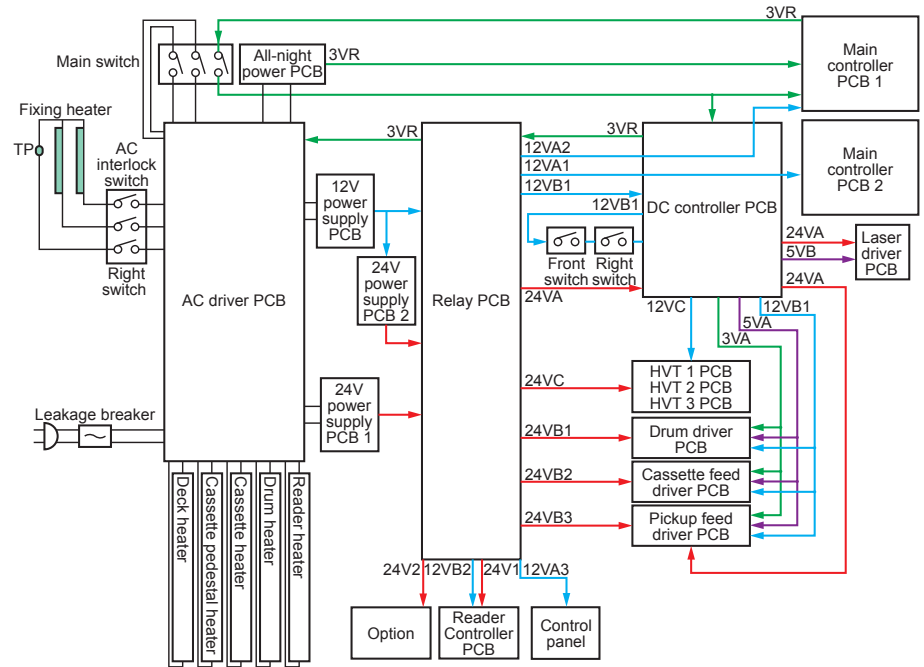 3VR
Main switch
All-night
power PCB
3VR
Main
controller
PCB 1
Fixing heater
TP
AC
interlock
switch
Right
switch
3VR
3VR
12VA2
12VA1
12VB1
12VB1
Main
controller
PCB 2
12V
power
supply
PCB
24V
power
supply
PCB 2
AC driver PCB
Relay PCB
DC controller PCB
Front
switch
Right
switch
24VA
24VA
5VB
24VA
Laser
driver
PCB
12VC
3VA
5VA
12VB1
24V
power
supply
PCB 1
24VC
HVT 1 PCB
HVT 2 PCB
HVT 3 PCB
Leakage breaker
24VB1
Drum driver
PCB
24VB2
Cassette feed
driver PCB
24VB3
Pickup feed
driver PCB
Deck heater
Cassette pedestal heater
Cassette heater
Drum heater
Reader heater
24V2
12VB2
24V1
12VA3
Option
Reader
Controller
PCB
Control
panel